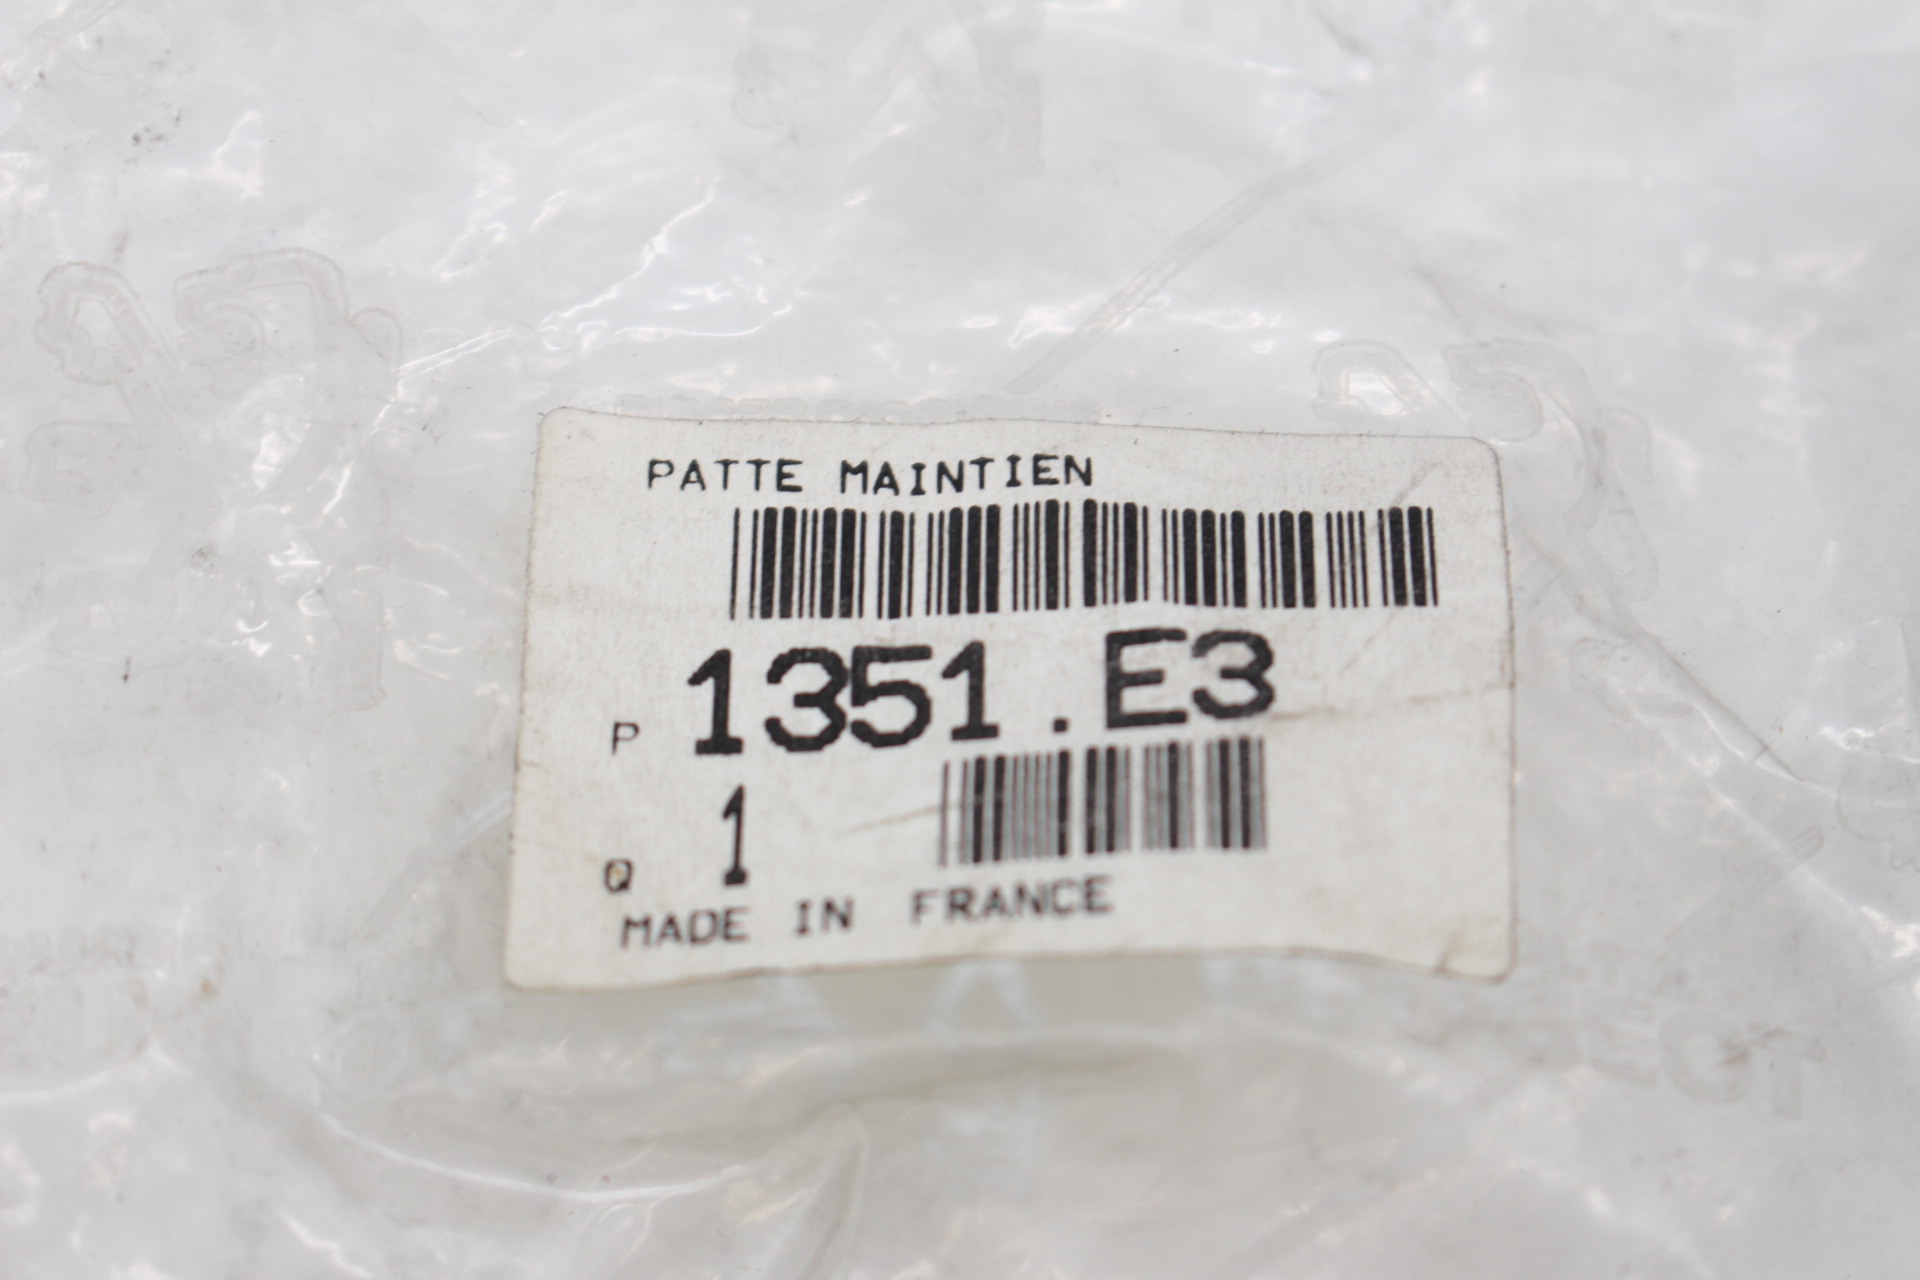 PATTE MAINTIEN
P 1351.E3
Q 1
MADE IN FRANCE